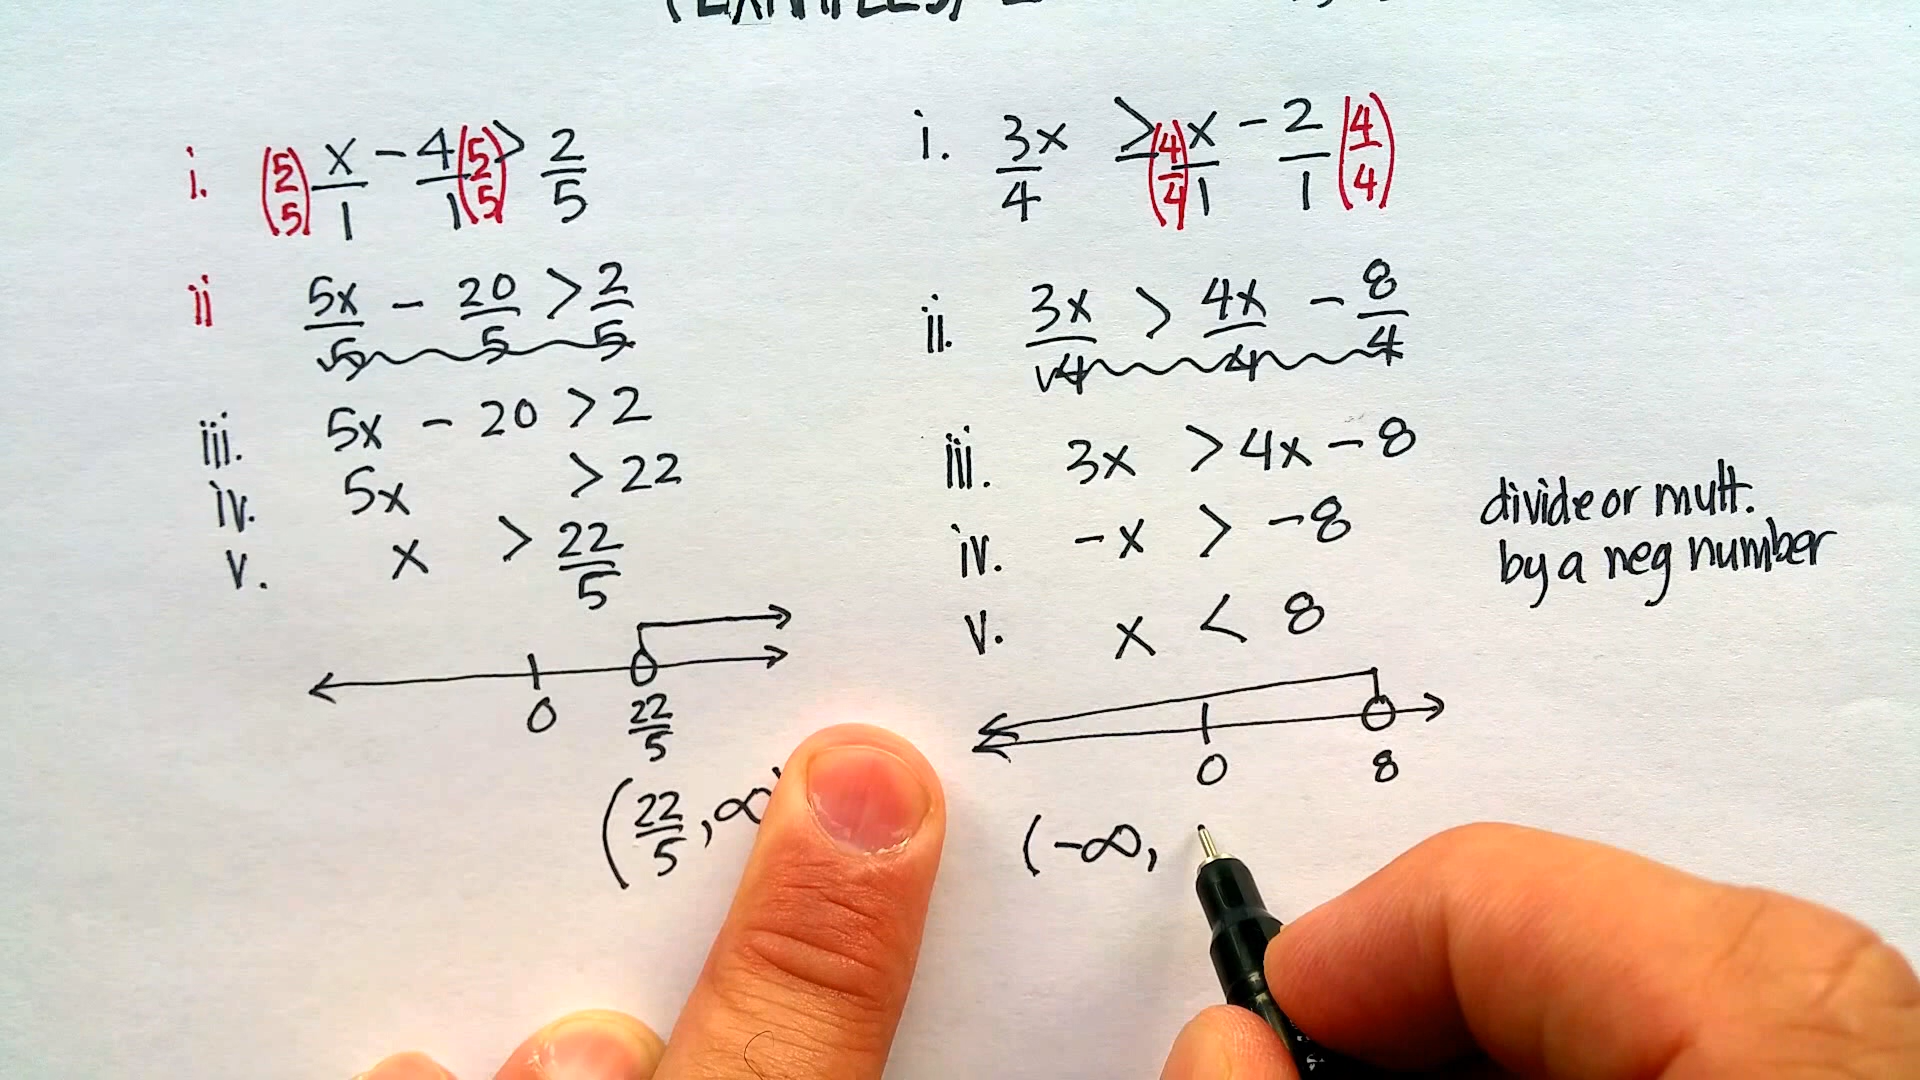 i. (5/5) x/1 - 4/1 (5/5) > 2/5
ii 5x/5 - 20/5 > 2/5
iii. 5x - 20 > 2
iv. 5x > 22
v. x > 22/5
0 22/5
(22/5, ∞
i. 3x/4 ≥ (4/4) x/1 - 2/1 (4/4)
ii. 3x/4 > 4x/4 - 8/4
iii. 3x > 4x - 8
iv. -x > -8
v. x < 8
0 8
(-∞,
divide or mult.
by a neg number